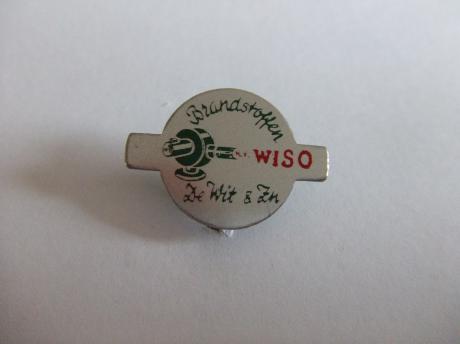 Brandstoffen
N.V. WISO
De Wit & Zn